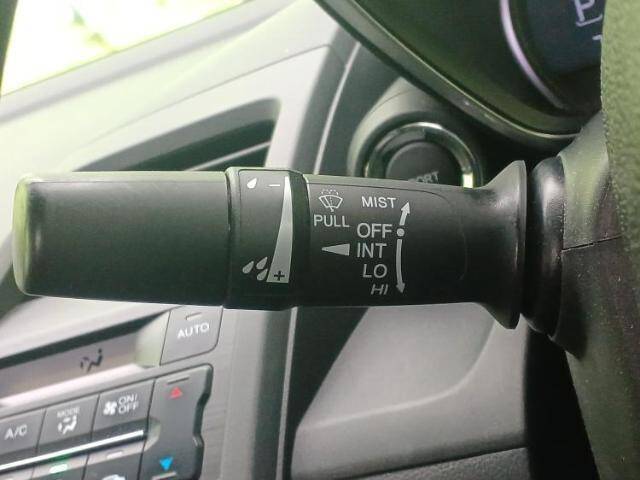 MIST
PULL
OFF
INT
LO
HI
- 
+
P
AUTO
A/C
MODE
ON/
OFF